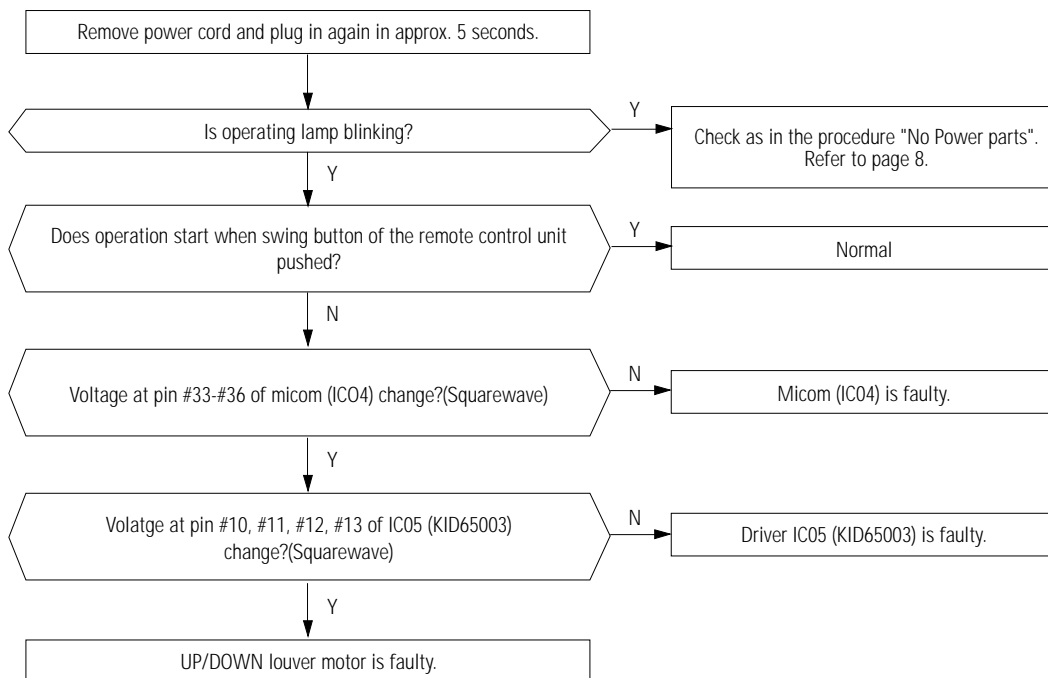 Remove power cord and plug in again in approx. 5 seconds.
Is operating lamp blinking?
Y
Check as in the procedure "No Power parts".
Refer to page 8.
Y
Does operation start when swing button of the remote control unit
pushed?
Y
Normal
N
Voltage at pin #33-#36 of micom (ICO4) change?(Squarewave)
N
Micom (IC04) is faulty.
Y
Volatge at pin #10, #11, #12, #13 of IC05 (KID65003)
change?(Squarewave)
N
Driver IC05 (KID65003) is faulty.
Y
UP/DOWN louver motor is faulty.